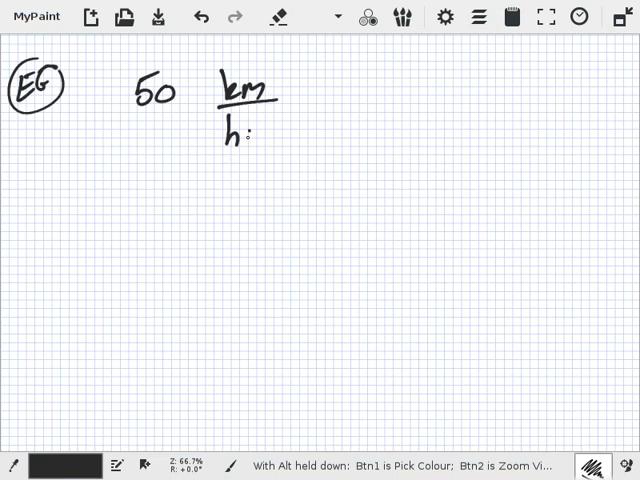 MyPaint
EG 50 km
h
Z: 66.7%
R: +0.0°
With Alt held down: Btn1 is Pick Colour; Btn2 is Zoom Vi...